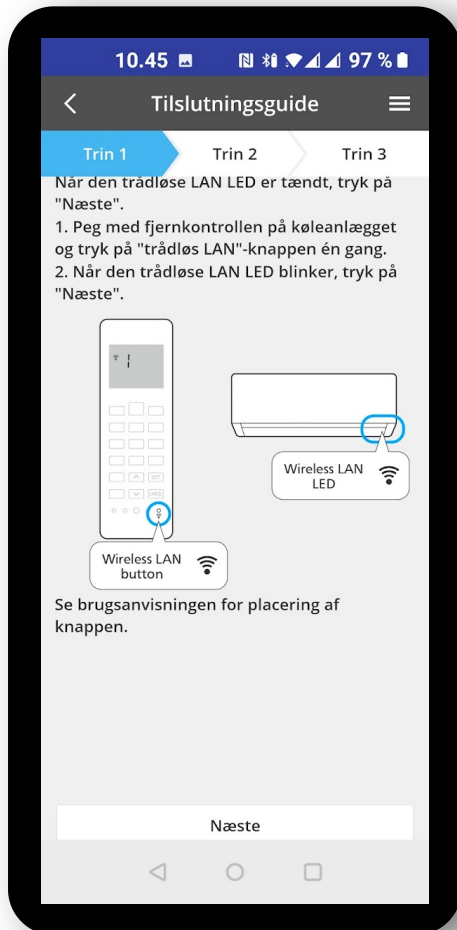 10.45 97 %
Tilslutningsguide
Trin 1 Trin 2 Trin 3
Når den trådløse LAN LED er tændt, tryk på
"Næste".
1. Peg med fjernkontrollen på køleanlægget
og tryk på "trådløs LAN"-knappen én gang.
2. Når den trådløse LAN LED blinker, tryk på
"Næste".
1
SET
CANCEL
Wireless LAN
LED
Wireless LAN
button
Se brugsanvisningen for placering af
knappen.
Næste